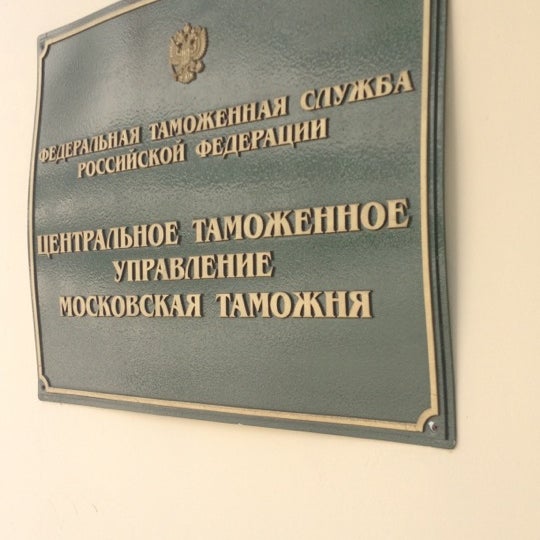 ФЕДЕРАЛЬНАЯ ТАМОЖЕННАЯ СЛУЖБА
РОССИЙСКОЙ ФЕДЕРАЦИИ
ЦЕНТРАЛЬНОЕ ТАМОЖЕННОЕ
УПРАВЛЕНИЕ
МОСКОВСКАЯ ТАМОЖНЯ